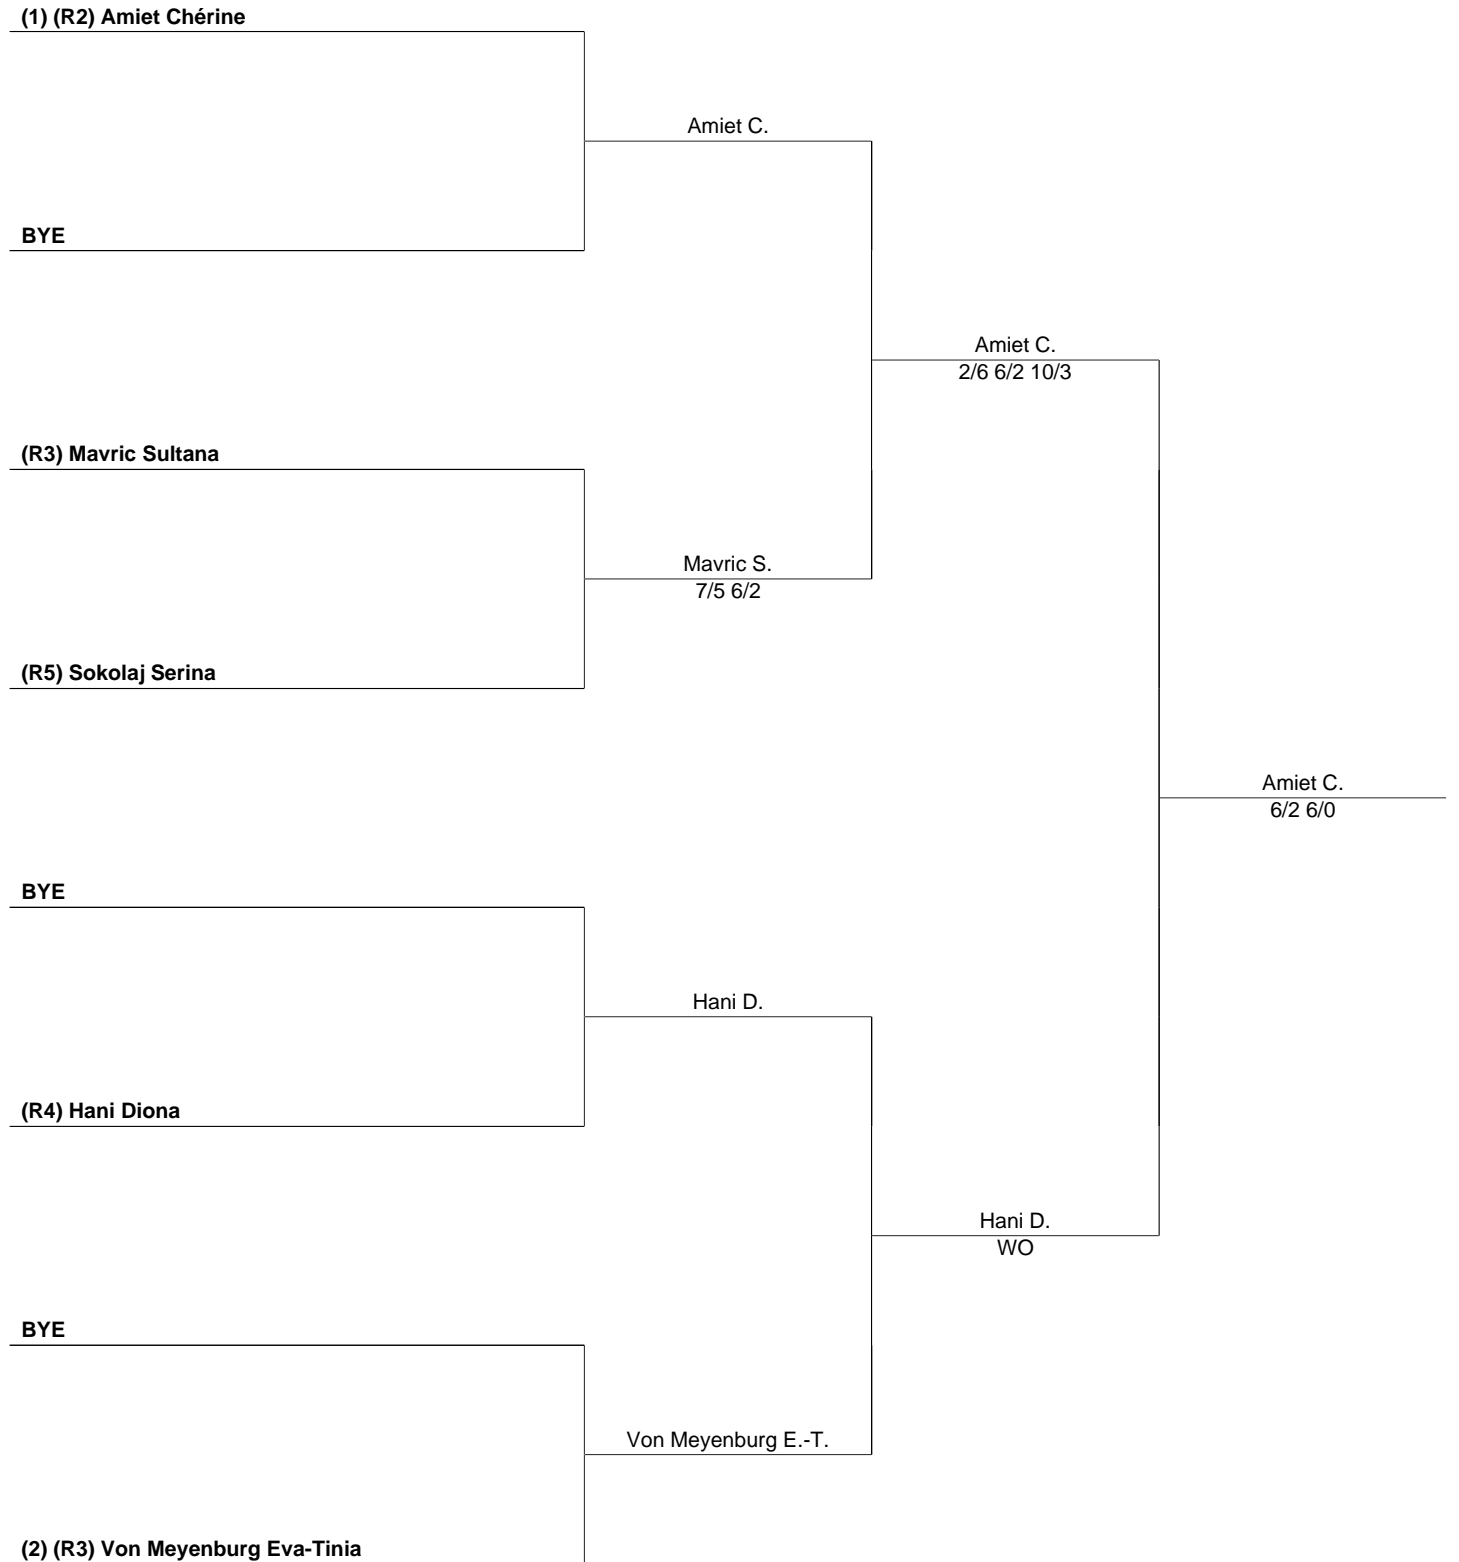 (1) (R2) Amiet Chérine
Amiet C.
BYE
Amiet C.
2/6 6/2 10/3
(R3) Mavric Sultana
Mavric S.
7/5 6/2
(R5) Sokolaj Serina
Amiet C.
6/2 6/0
BYE
Hani D.
(R4) Hani Diona
Hani D.
WO
BYE
Von Meyenburg E.-T.
(2) (R3) Von Meyenburg Eva-Tinia